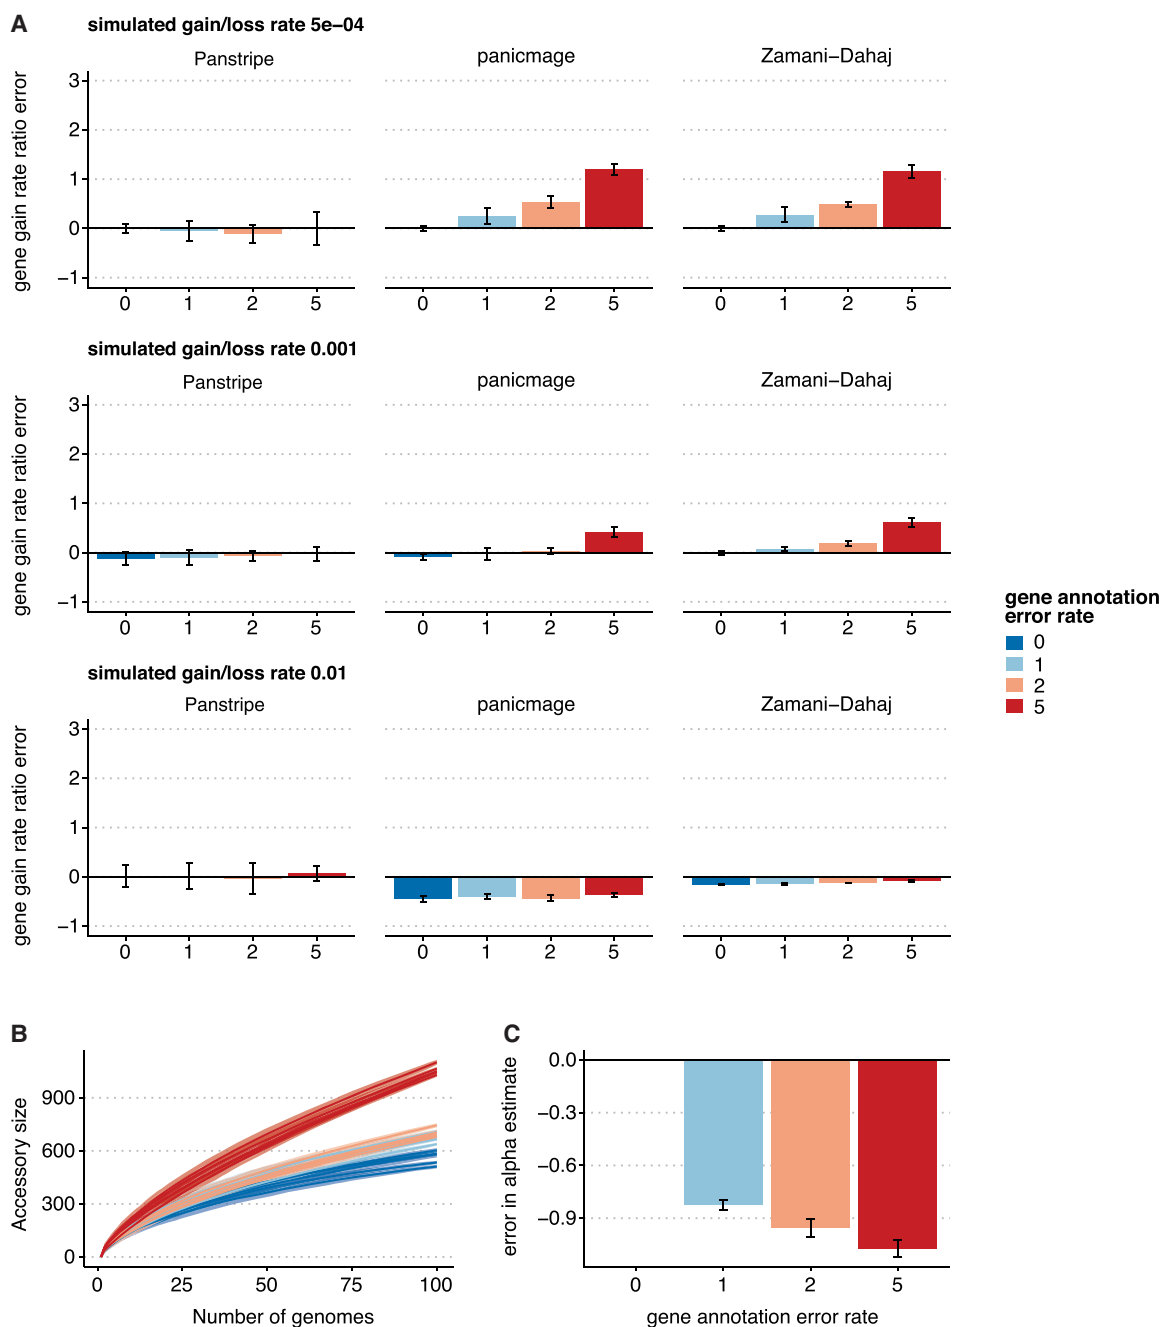 A
simulated gain/loss rate 5e−04
Panstripe
panicmage
Zamani−Dahaj
gene gain rate ratio error
3
2
1
0
−1
0 1 2 5
0 1 2 5
0 1 2 5
simulated gain/loss rate 0.001
Panstripe
panicmage
Zamani−Dahaj
gene gain rate ratio error
3
2
1
0
−1
0 1 2 5
0 1 2 5
0 1 2 5
gene annotation
error rate
0
1
2
5
simulated gain/loss rate 0.01
Panstripe
panicmage
Zamani−Dahaj
gene gain rate ratio error
3
2
1
0
−1
0 1 2 5
0 1 2 5
0 1 2 5
B
Accessory size
900
600
300
0
0 25 50 75 100
Number of genomes
C
error in alpha estimate
0.0
−0.3
−0.6
−0.9
0 1 2 5
gene annotation error rate